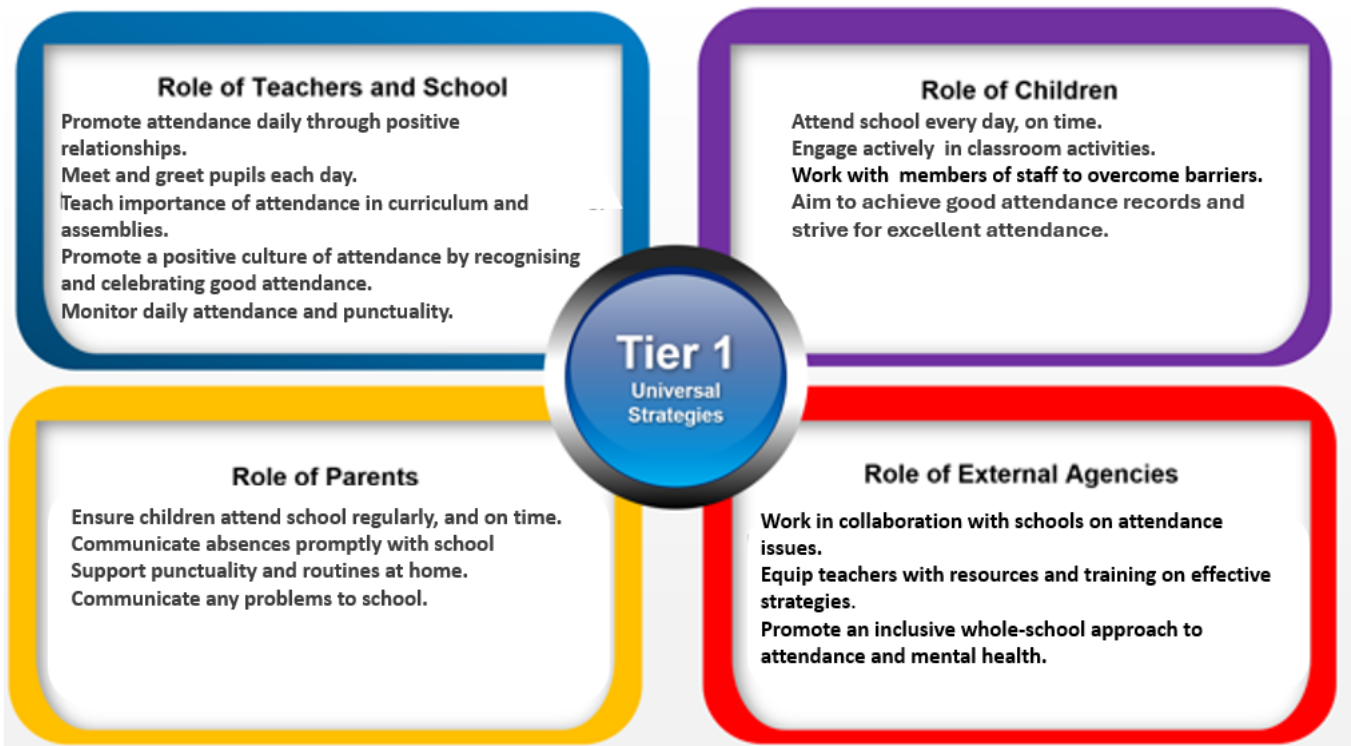 Role of Teachers and School
Promote attendance daily through positive
relationships.
Meet and greet pupils each day.
Teach importance of attendance in curriculum and
assemblies.
Promote a positive culture of attendance by recognising
and celebrating good attendance.
Monitor daily attendance and punctuality.
Role of Children
Attend school every day, on time.
Engage actively  in classroom activities.
Work with  members of staff to overcome barriers.
Aim to achieve good attendance records and
strive for excellent attendance.
Tier 1
Universal
Strategies
Role of Parents
Ensure children attend school regularly, and on time.
Communicate absences promptly with school
Support punctuality and routines at home.
Communicate any problems to school.
Role of External Agencies
Work in collaboration with schools on attendance
issues.
Equip teachers with resources and training on effective
strategies.
Promote an inclusive whole-school approach to
attendance and mental health.